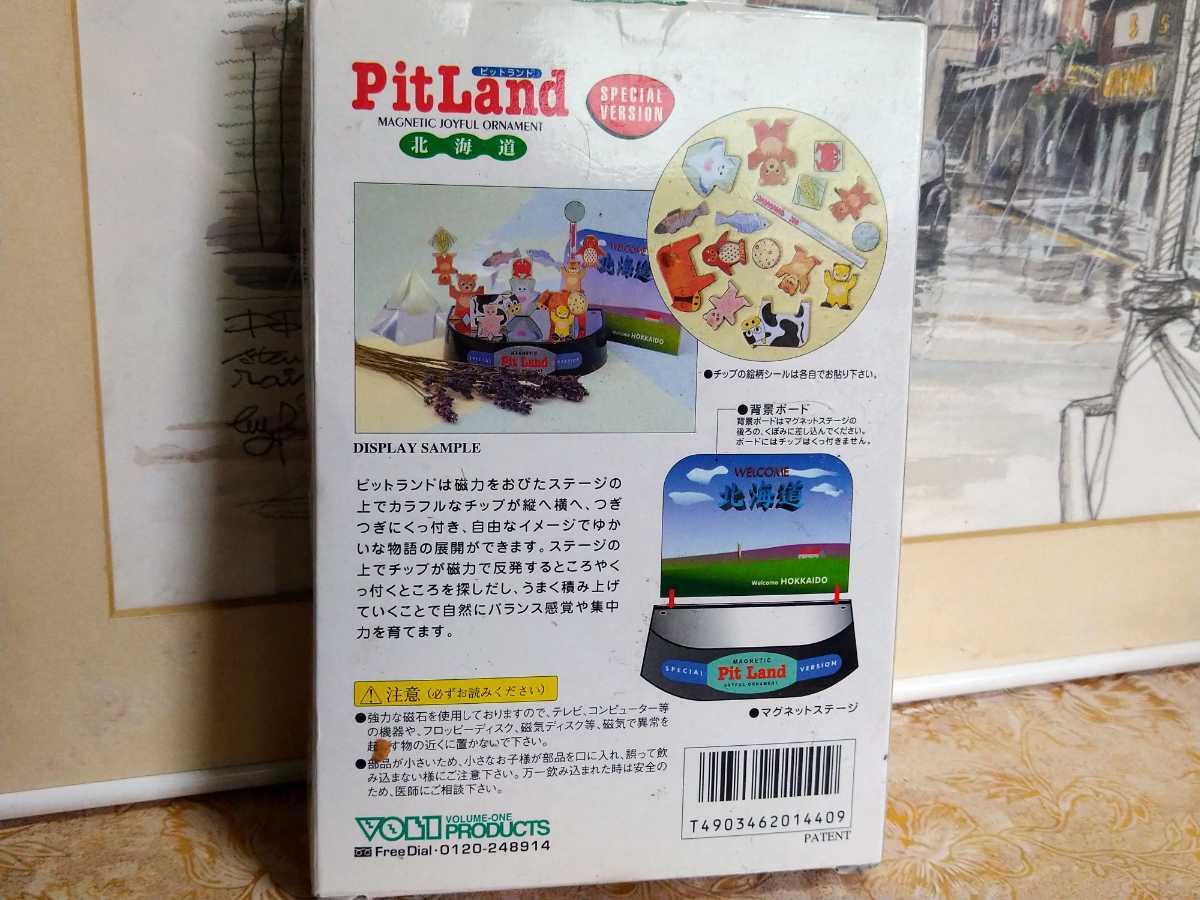 ピットランド
PitLand
MAGNETIC JOYFUL ORNAMENT
北海道
SPECIAL
VERSION
WELCOME
北海道
Welcome HOKKAIDO
MAGNETIC
SPECIAL Pit Land VERSION
●チップの絵柄シールは各自でお貼り下さい。
DISPLAY SAMPLE
●背景ボード
背景ボードはマグネットステージの
後ろの、くぼみに差し込んでください。
ボードにはチップはくっ付きません。
ピットランドは磁力をおびたステージの
上でカラフルなチップが縦へ横へ、つぎ
つぎにくっ付き、自由なイメージでゆか
いな物語の展開ができます。ステージの
上でチップが磁力で反発するところやく
っ付くところを探しだし、うまく積み上げ
ていくことで自然にバランス感覚や集中
力を育てます。
WELCOME
北海道
Welcome HOKKAIDO
MAGNETIC
SPECIAL Pit Land VERSION
JOYFUL ORNAMENT
●マグネットステージ
注意(必ずお読みください)
●強力な磁石を使用しておりますので、テレビ、コンピューター等
の機器や、フロッピーディスク、磁気ディスク等、磁気で異常を
起す物の近くに置かないで下さい。
●部品が小さいため、小さなお子様が部品を口に入れ、誤って飲
み込まない様にご注意下さい。万一飲み込まれた時は安全の
ため、医師にご相談下さい。
VOL1 VOLUME-ONE
PRODUCTS
Free Dial・0120-248914
T4903462014409
PATENT